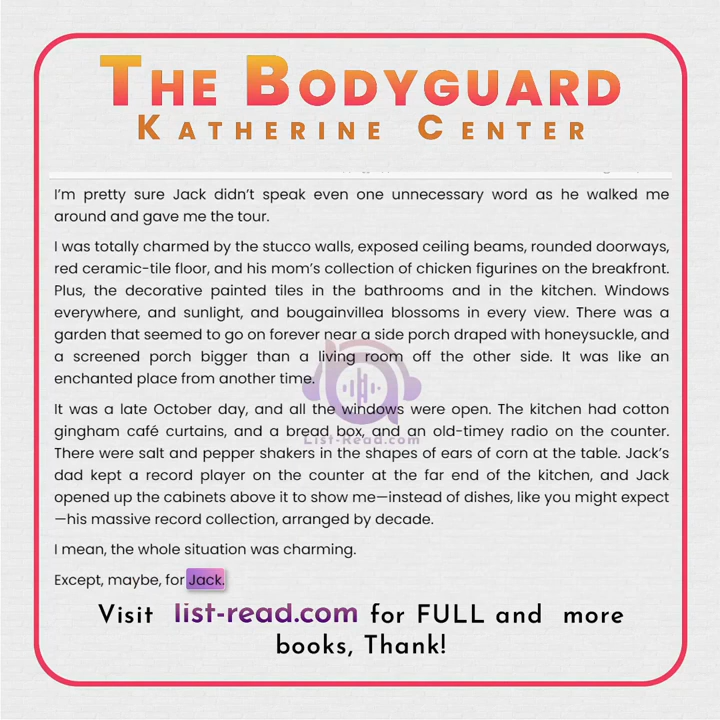 THE BODYGUARD
KATHERINE CENTER
I'm pretty sure Jack didn't speak even one unnecessary word as he walked me
around and gave me the tour.
I was totally charmed by the stucco walls, exposed ceiling beams, rounded doorways,
red ceramic-tile floor, and his mom's collection of chicken figurines on the breakfront.
Plus, the decorative painted tiles in the bathrooms and in the kitchen. Windows
everywhere, and sunlight, and bougainvillea blossoms in every view. There was a
garden that seemed to go on forever near a side porch draped with honeysuckle, and
a screened porch bigger than a living room off the other side. It was like an
enchanted place from another time.
It was a late October day, and all the windows were open. The kitchen had cotton
gingham café curtains, and a bread box, and an old-timey radio on the counter.
List-Read.com
There were salt and pepper shakers in the shapes of ears of corn at the table. Jack's
dad kept a record player on the counter at the far end of the kitchen, and Jack
opened up the cabinets above it to show me—instead of dishes, like you might expect
—his massive record collection, arranged by decade.
I mean, the whole situation was charming.
Except, maybe, for Jack.
Visit list-read.com for FULL and more
books, Thank!